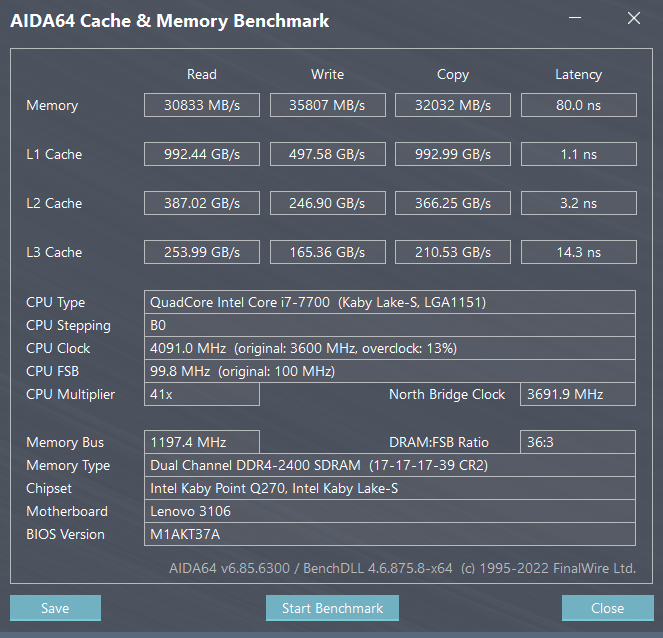 AIDA64 Cache & Memory Benchmark
Read Write Copy Latency
Memory 30833 MB/s 35807 MB/s 32032 MB/s 80.0 ns
L1 Cache 992.44 GB/s 497.58 GB/s 992.99 GB/s 1.1 ns
L2 Cache 387.02 GB/s 246.90 GB/s 366.25 GB/s 3.2 ns
L3 Cache 253.99 GB/s 165.36 GB/s 210.53 GB/s 14.3 ns
CPU Type QuadCore Intel Core i7-7700 (Kaby Lake-S, LGA1151)
CPU Stepping B0
CPU Clock 4091.0 MHz (original: 3600 MHz, overclock: 13%)
CPU FSB 99.8 MHz (original: 100 MHz)
CPU Multiplier 41x North Bridge Clock 3691.9 MHz
Memory Bus 1197.4 MHz DRAM:FSB Ratio 36:3
Memory Type Dual Channel DDR4-2400 SDRAM (17-17-17-39 CR2)
Chipset Intel Kaby Point Q270, Intel Kaby Lake-S
Motherboard Lenovo 3106
BIOS Version M1AKT37A
AIDA64 v6.85.6300 / BenchDLL 4.6.875.8-x64 (c) 1995-2022 FinalWire Ltd.
Save Start Benchmark Close